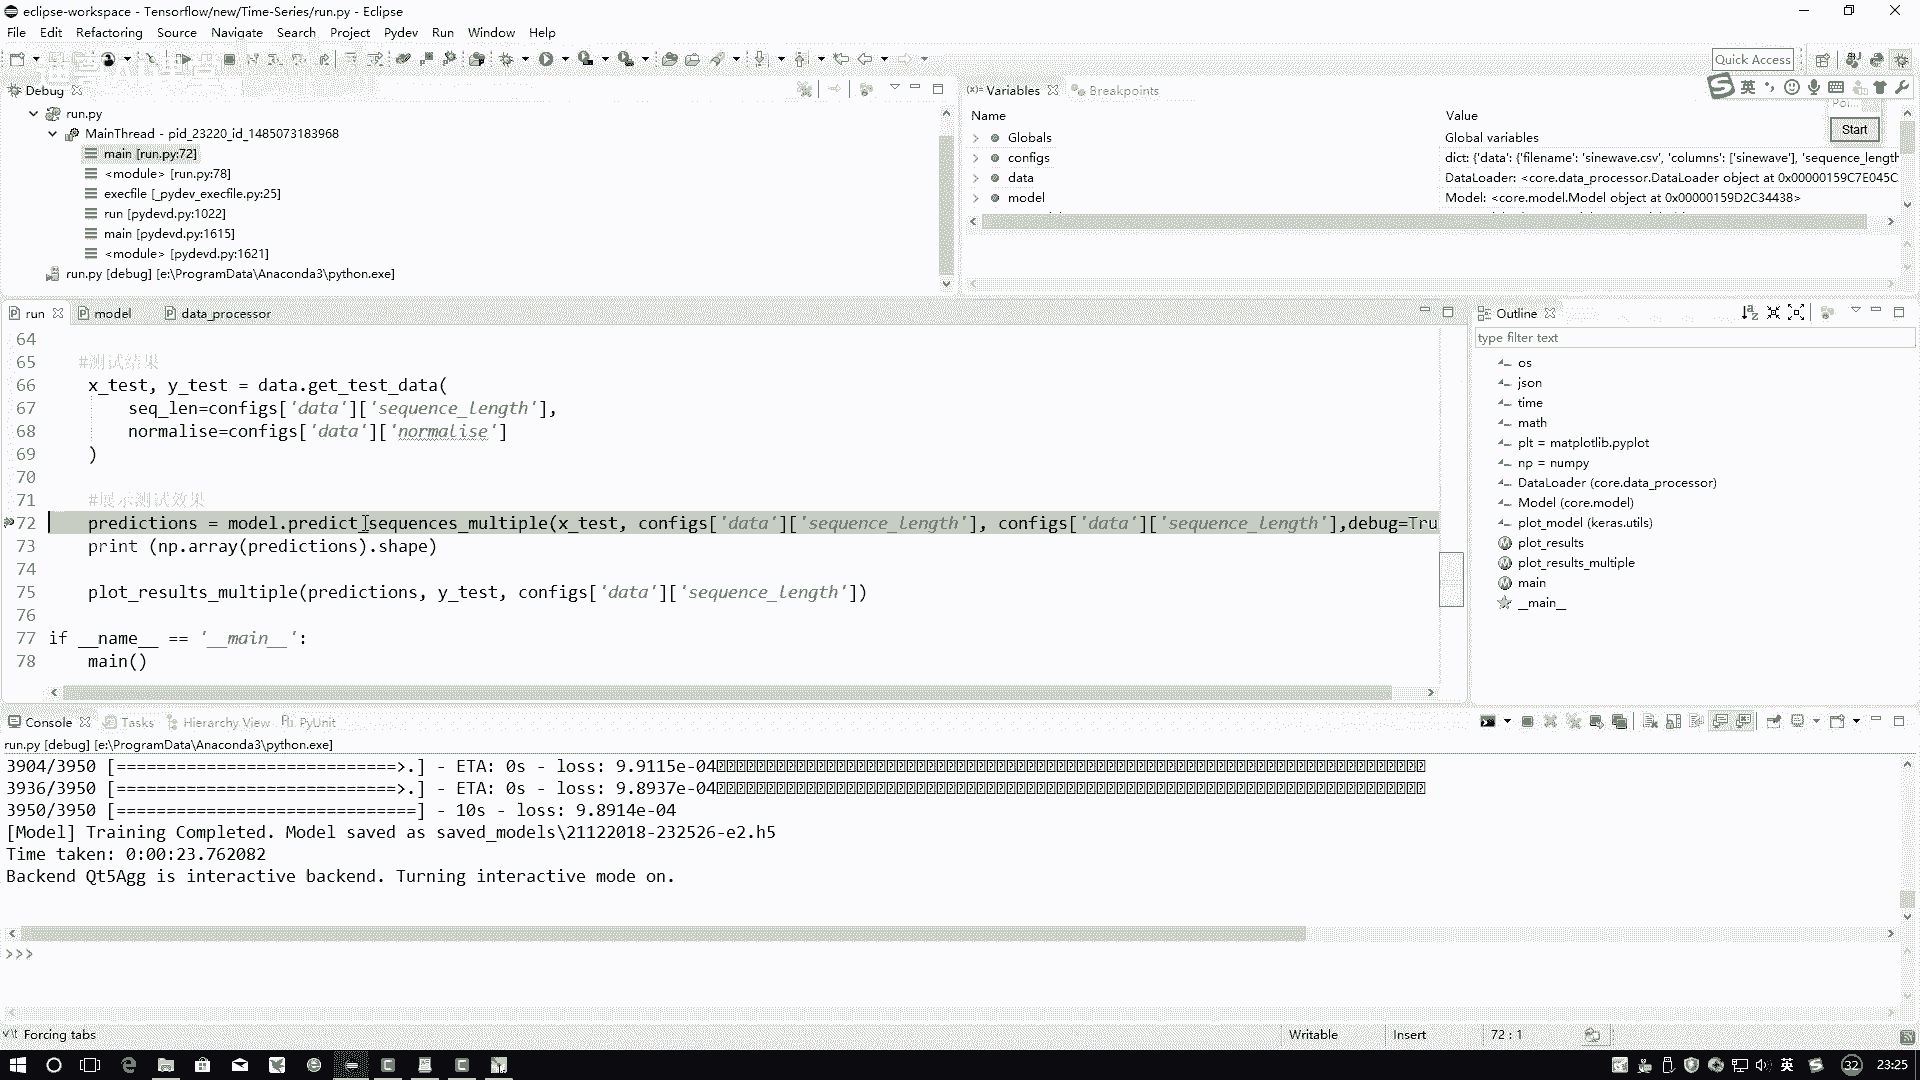 eclipse-workspace - Tensorflow/new/Time-Series/run.py - Eclipse
File Edit Refactoring Source Navigate Search Project Pydev Run Window Help
Quick Access
Debug
run.py
MainThread - pid_23220_id_1485073183968
main [run.py:72]
<module> [run.py:78]
execfile [_pydev_execfile.py:25]
run [pydevd.py:1022]
main [pydevd.py:1615]
<module> [pydevd.py:1621]
run.py [debug] [e:\ProgramData\Anaconda3\python.exe]
(x)= Variables Breakpoints
英
Name Value
Start
Globals Global variables
configs dict: {'data': {'filename': 'sinewave.csv', 'columns': ['sinewave'], 'sequence_length
data DataLoader: <core.data_processor.DataLoader object at 0x00000159C7E045C
model Model: <core.model.Model object at 0x00000159D2C34438>
run model data_processor
64
65 #测试结果
66 x_test, y_test = data.get_test_data(
67 seq_len=configs['data']['sequence_length'],
68 normalise=configs['data']['normalise']
69 )
70
71 #展示测试效果
72 predictions = model.predict_sequences_multiple(x_test, configs['data']['sequence_length'], configs['data']['sequence_length'],debug=Tru
73 print (np.array(predictions).shape)
74
75 plot_results_multiple(predictions, y_test, configs['data']['sequence_length'])
76
77 if __name__ == '__main__':
78 main()
Outline
type filter text
os
json
time
math
plt = matplotlib.pyplot
np = numpy
DataLoader (core.data_processor)
Model (core.model)
plot_model (keras.utils)
plot_results
plot_results_multiple
main
__main__
Console Tasks Hierarchy View PyUnit
run.py [debug] [e:\ProgramData\Anaconda3\python.exe]
3904/3950 [============================>.] - ETA: 0s - loss: 9.9115e-04
3936/3950 [============================>.] - ETA: 0s - loss: 9.8937e-04
3950/3950 [==============================] - 10s - loss: 9.8914e-04
[Model] Training Completed. Model saved as saved_models\21122018-232526-e2.h5
Time taken: 0:00:23.762082
Backend Qt5Agg is interactive backend. Turning interactive mode on.
>>>
Forcing tabs Writable Insert 72 : 1
英 32 23:25